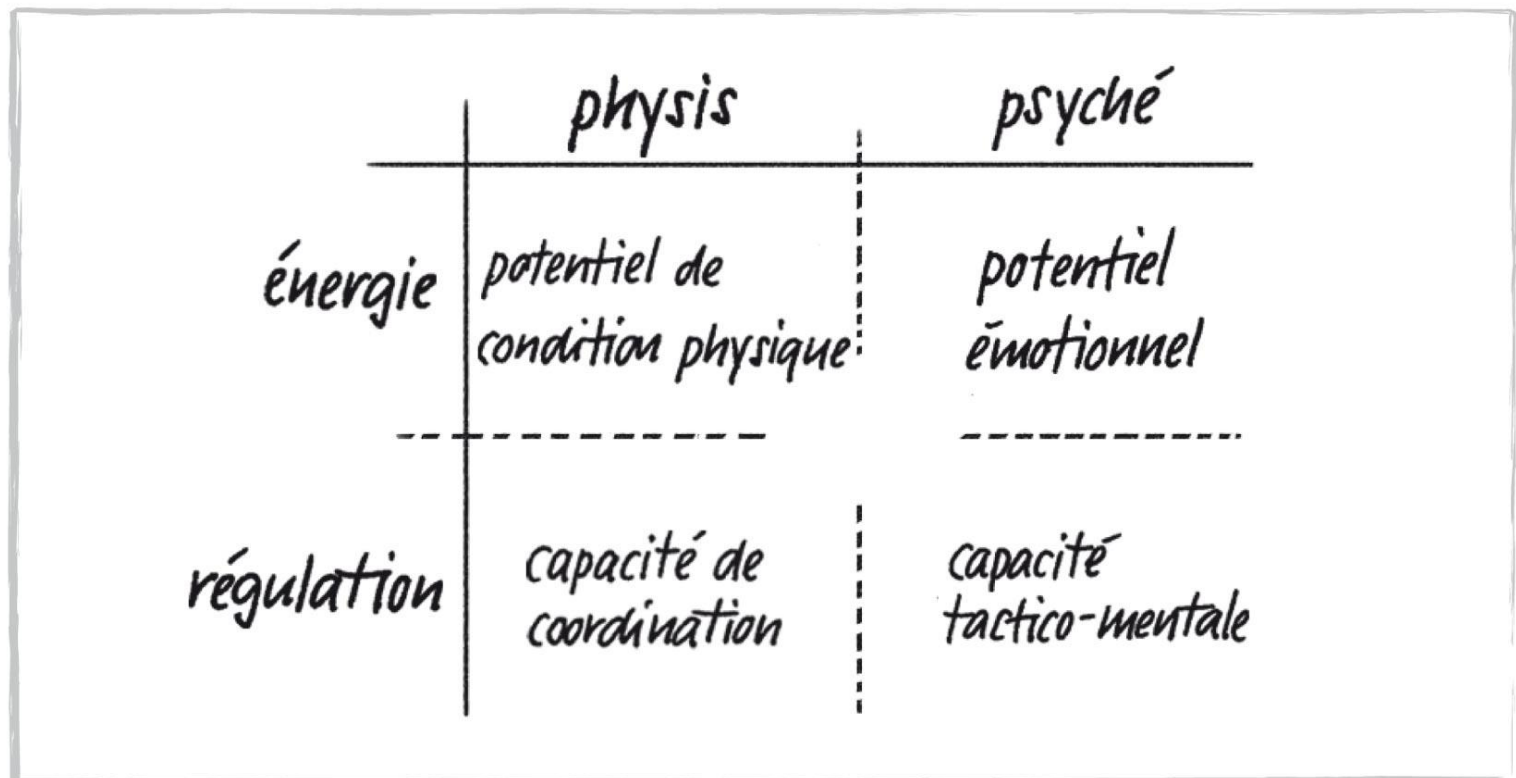 physis psyché
énergie potentiel de potentiel
condition physique émotionnel
régulation capacité de capacité
coordination tactico-mentale